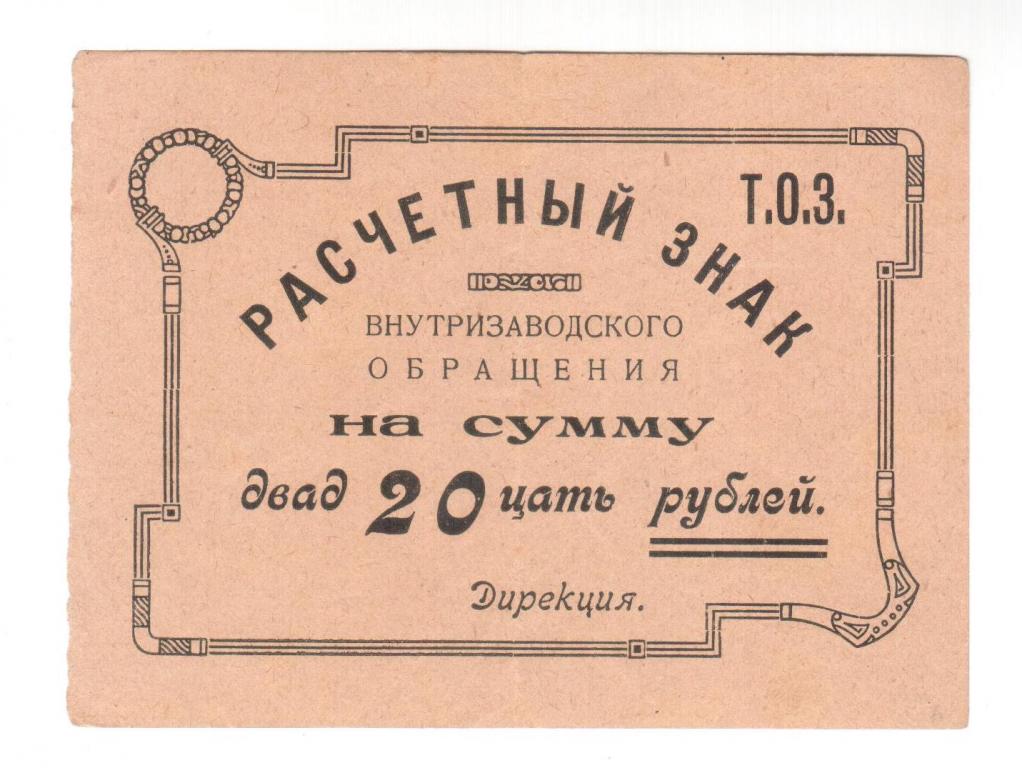 Т.О.З.
РАСЧЕТНЫЙ ЗНАК
ВНУТРИЗАВОДСКОГО
ОБРАЩЕНИЯ
на сумму
двад 20 цать рублей.
Дирекция.